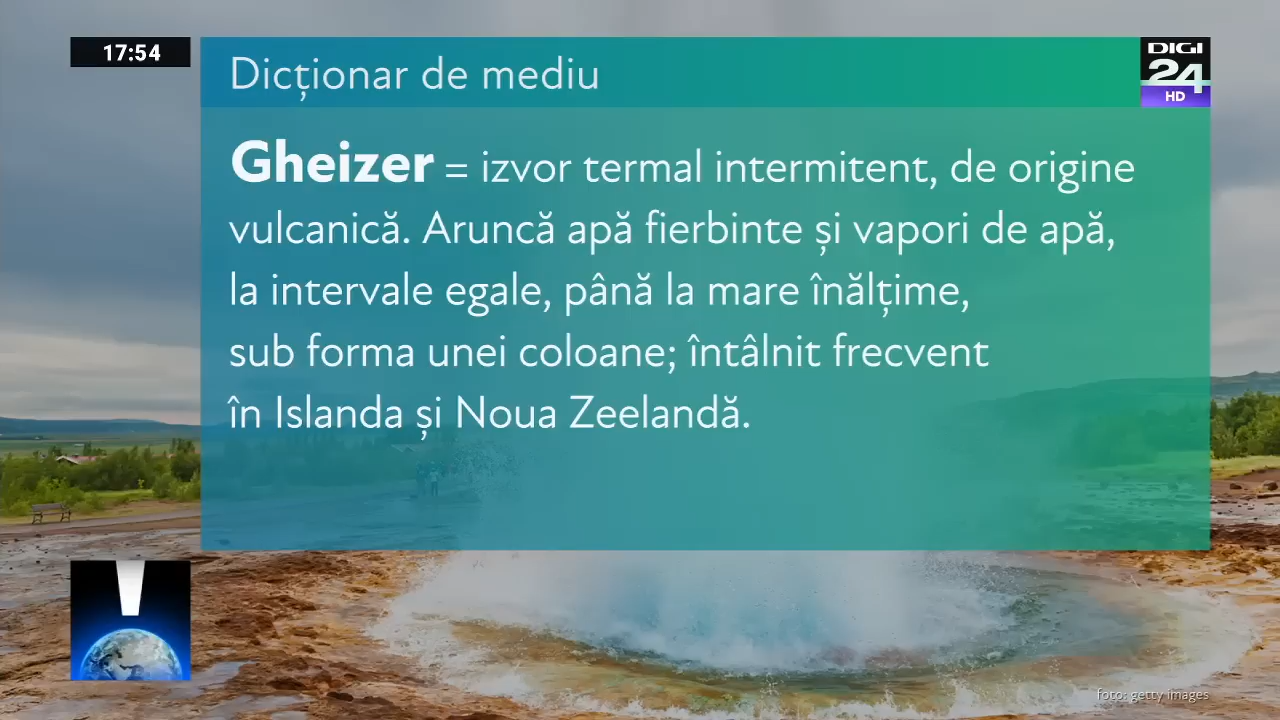 17:54
Dicționar de mediu
DIGI
24
HD
Gheizer = izvor termal intermitent, de origine
vulcanică. Aruncă apă fierbinte și vapori de apă,
la intervale egale, până la mare înălțime,
sub forma unei coloane; întâlnit frecvent
în Islanda și Noua Zeelandă.
foto: getty images